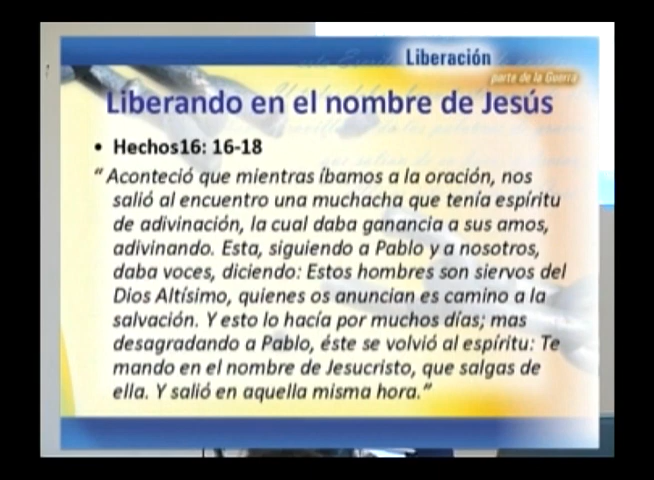 Liberación
parte de la Guerra
Liberando en el nombre de Jesús
• Hechos16: 16-18
“ Aconteció que mientras íbamos a la oración, nos
salió al encuentro una muchacha que tenía espíritu
de adivinación, la cual daba ganancia a sus amos,
adivinando. Esta, siguiendo a Pablo y a nosotros,
daba voces, diciendo: Estos hombres son siervos del
Dios Altísimo, quienes os anuncian es camino a la
salvación. Y esto lo hacía por muchos días; mas
desagradando a Pablo, éste se volvió al espíritu: Te
mando en el nombre de Jesucristo, que salgas de
ella. Y salió en aquella misma hora.”